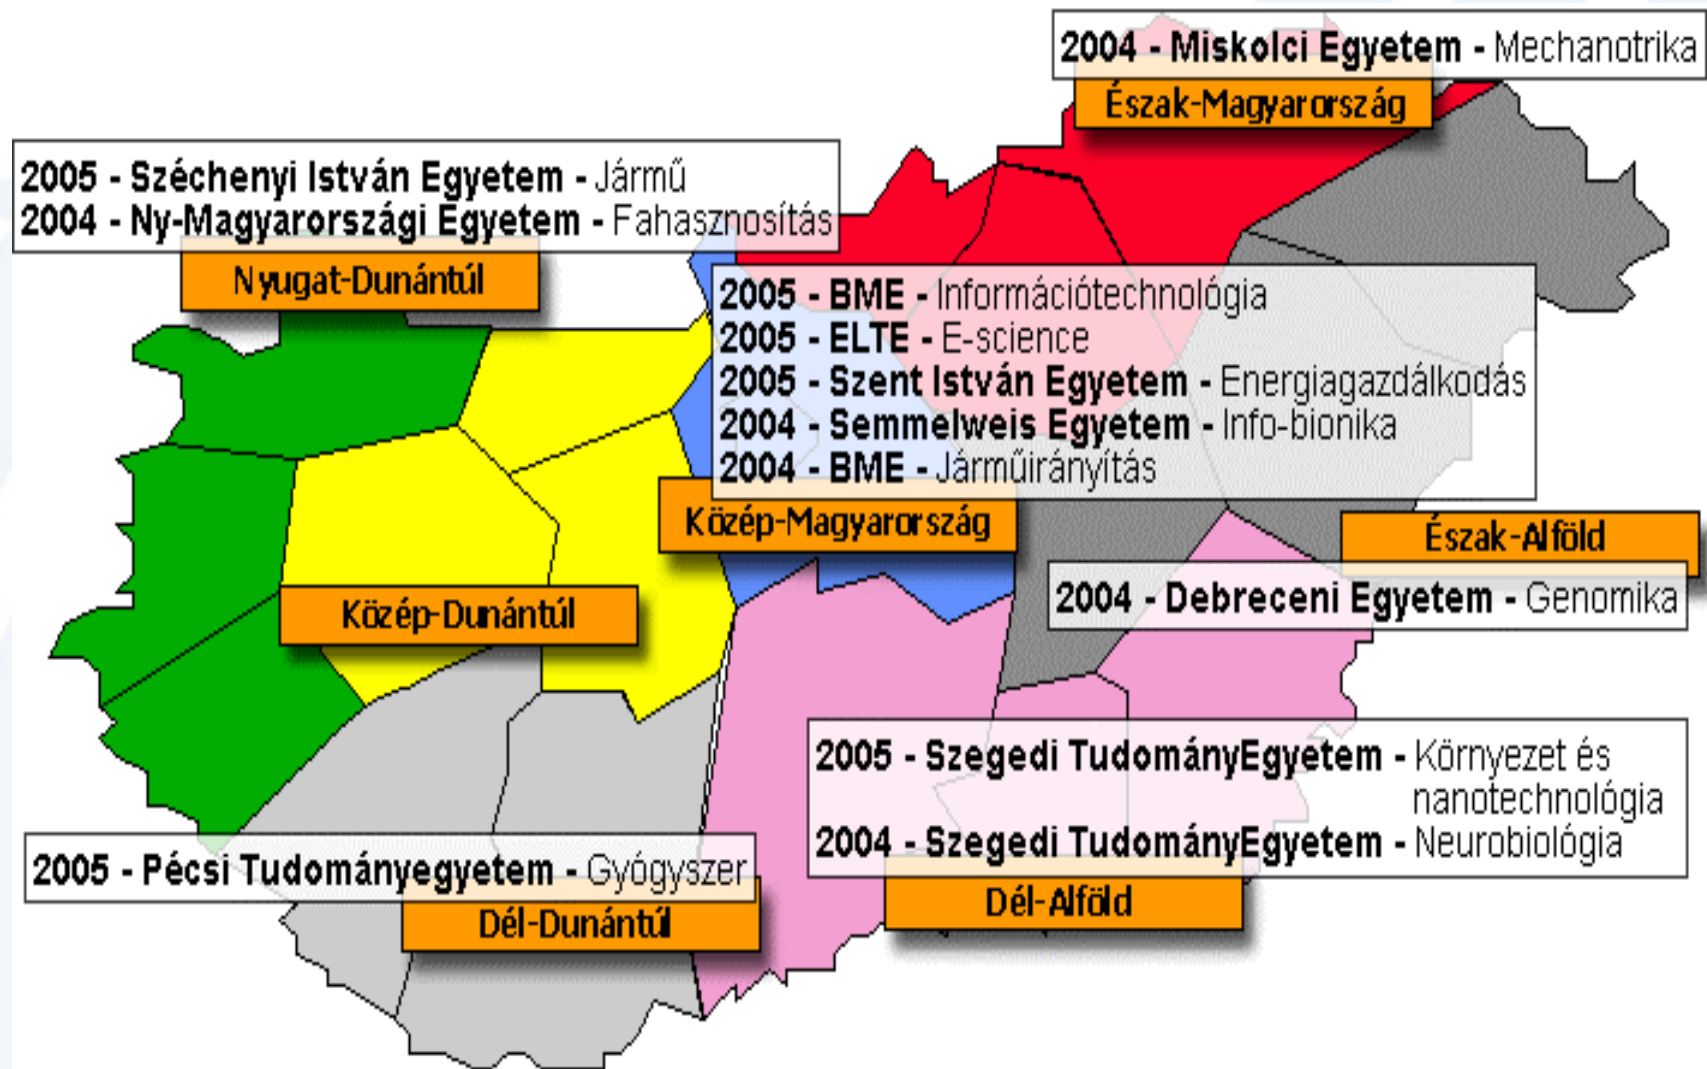 2004 - Miskolci Egyetem - Mechanotrika
Észak-Magyarország
2005 - Széchenyi István Egyetem - Jármű
2004 - Ny-Magyarországi Egyetem - Fahasznosítás
Nyugat-Dunántúl
2005 - BME - Információtechnológia
2005 - ELTE - E-science
2005 - Szent István Egyetem - Energiagazdálkodás
2004 - Semmelweis Egyetem - Info-bionika
2004 - BME - Járműirányítás
Közép-Magyarország
Észak-Alföld
2004 - Debreceni Egyetem - Genomika
Közép-Dunántúl
2005 - Szegedi TudományEgyetem - Környezet és
nanotechnológia
2004 - Szegedi TudományEgyetem - Neurobiológia
Dél-Alföld
2005 - Pécsi Tudományegyetem - Gyógyszer
Dél-Dunántúl